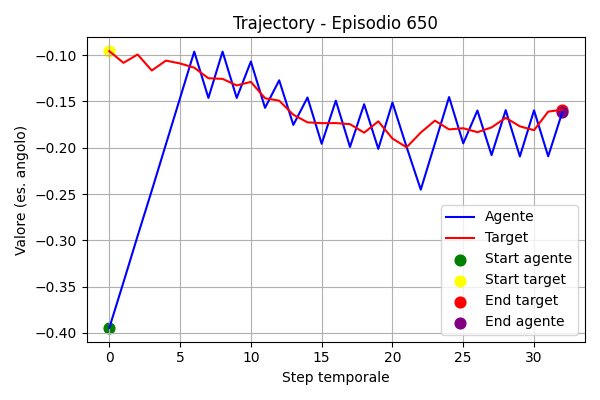 Trajectory - Episodio 650
Valore (es. angolo)
−0.10
−0.15
−0.20
−0.25
−0.30
−0.35
−0.40
0
5
10
15
20
25
30
Step temporale
Agente
Target
Start agente
Start target
End target
End agente